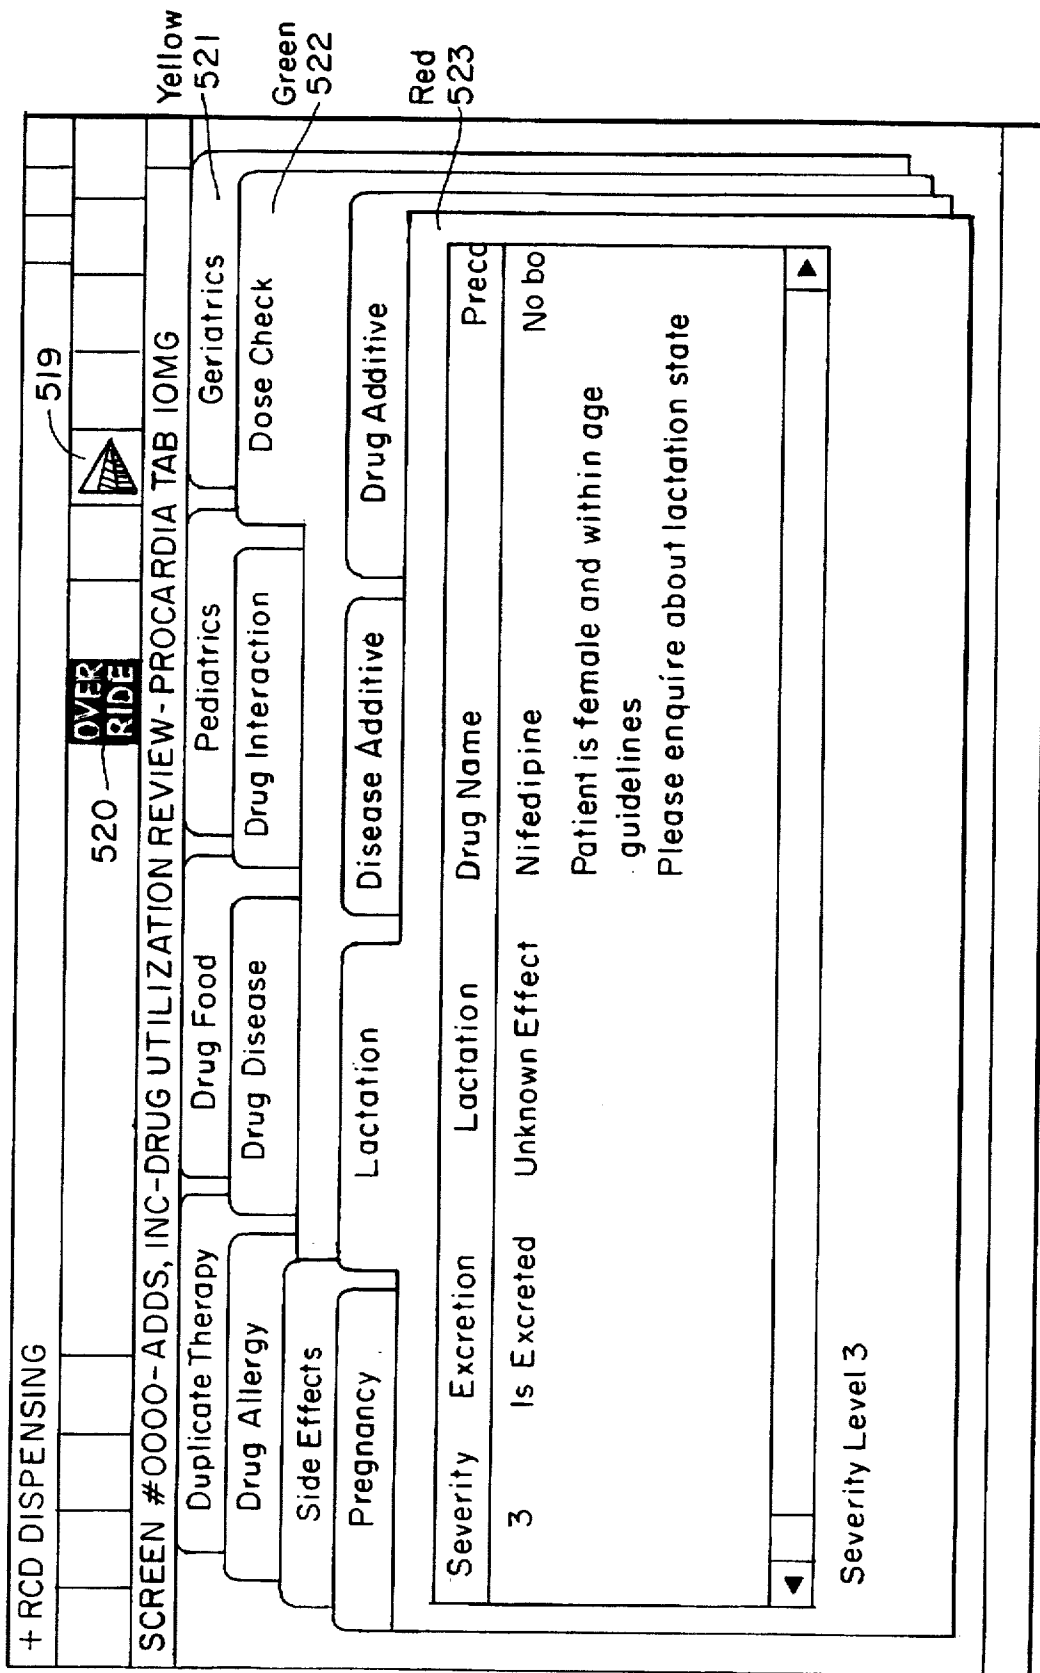 + RCD DISPENSING
519
OVER
RIDE
520
SCREEN #0000-ADDS, INC-DRUG UTILIZATION REVIEW-PROCARDIA TAB 10MG
Duplicate Therapy Drug Food Pediatrics Geriatrics
Yellow
521
Drug Allergy Drug Disease Drug Interaction Dose Check
Green
522
Side Effects
Pregnancy Lactation Disease Additive Drug Additive
Red
523
Severity Excretion Lactation Drug Name Precc
3 Is Excreted Unknown Effect Nifedipine No bo
Patient is female and within age
guidelines
Please enquire about lactation state
Severity Level 3